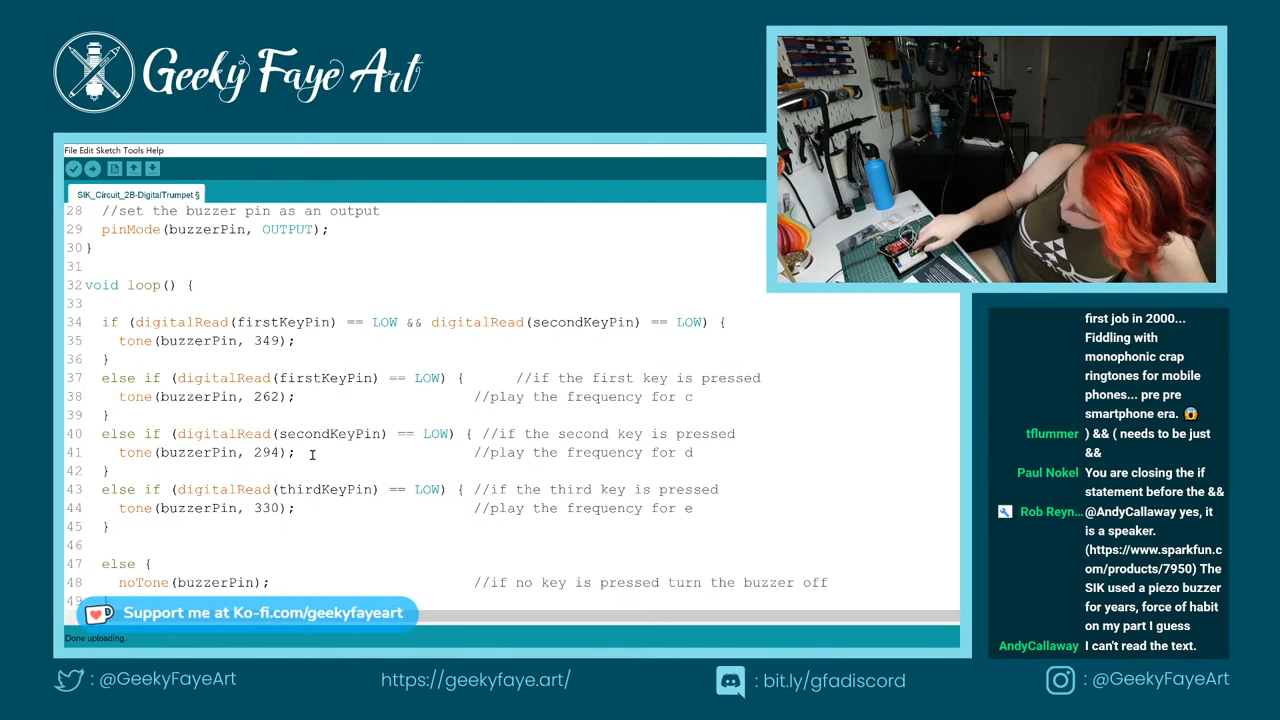 Geeky Faye Art
File Edit Sketch Tools Help
SIK_Circuit_2B-DigitalTrumpet §
28 //set the buzzer pin as an output
29 pinMode(buzzerPin, OUTPUT);
30 }
31
32 void loop() {
33
34 if (digitalRead(firstKeyPin) == LOW && digitalRead(secondKeyPin) == LOW) {
35 tone(buzzerPin, 349);
36 }
37 else if (digitalRead(firstKeyPin) == LOW) { //if the first key is pressed
38 tone(buzzerPin, 262); //play the frequency for c
39 }
40 else if (digitalRead(secondKeyPin) == LOW) { //if the second key is pressed
41 tone(buzzerPin, 294); //play the frequency for d
42 }
43 else if (digitalRead(thirdKeyPin) == LOW) { //if the third key is pressed
44 tone(buzzerPin, 330); //play the frequency for e
45 }
46
47 else {
48 noTone(buzzerPin); //if no key is pressed turn the buzzer off
49
Support me at Ko-fi.com/geekyfayeart
Done uploading.
first job in 2000...
Fiddling with
monophonic crap
ringtones for mobile
phones... pre pre
smartphone era. 😱
tflummer ) && ( needs to be just
&&
Paul Nokel You are closing the if
statement before the &&
Rob Reyn... @AndyCallaway yes, it
is a speaker.
(https://www.sparkfun.c
om/products/7950) The
SIK used a piezo buzzer
for years, force of habit
on my part I guess
AndyCallaway I can't read the text.
: @GeekyFayeArt
https://geekyfaye.art/
: bit.ly/gfadiscord
: @GeekyFayeArt